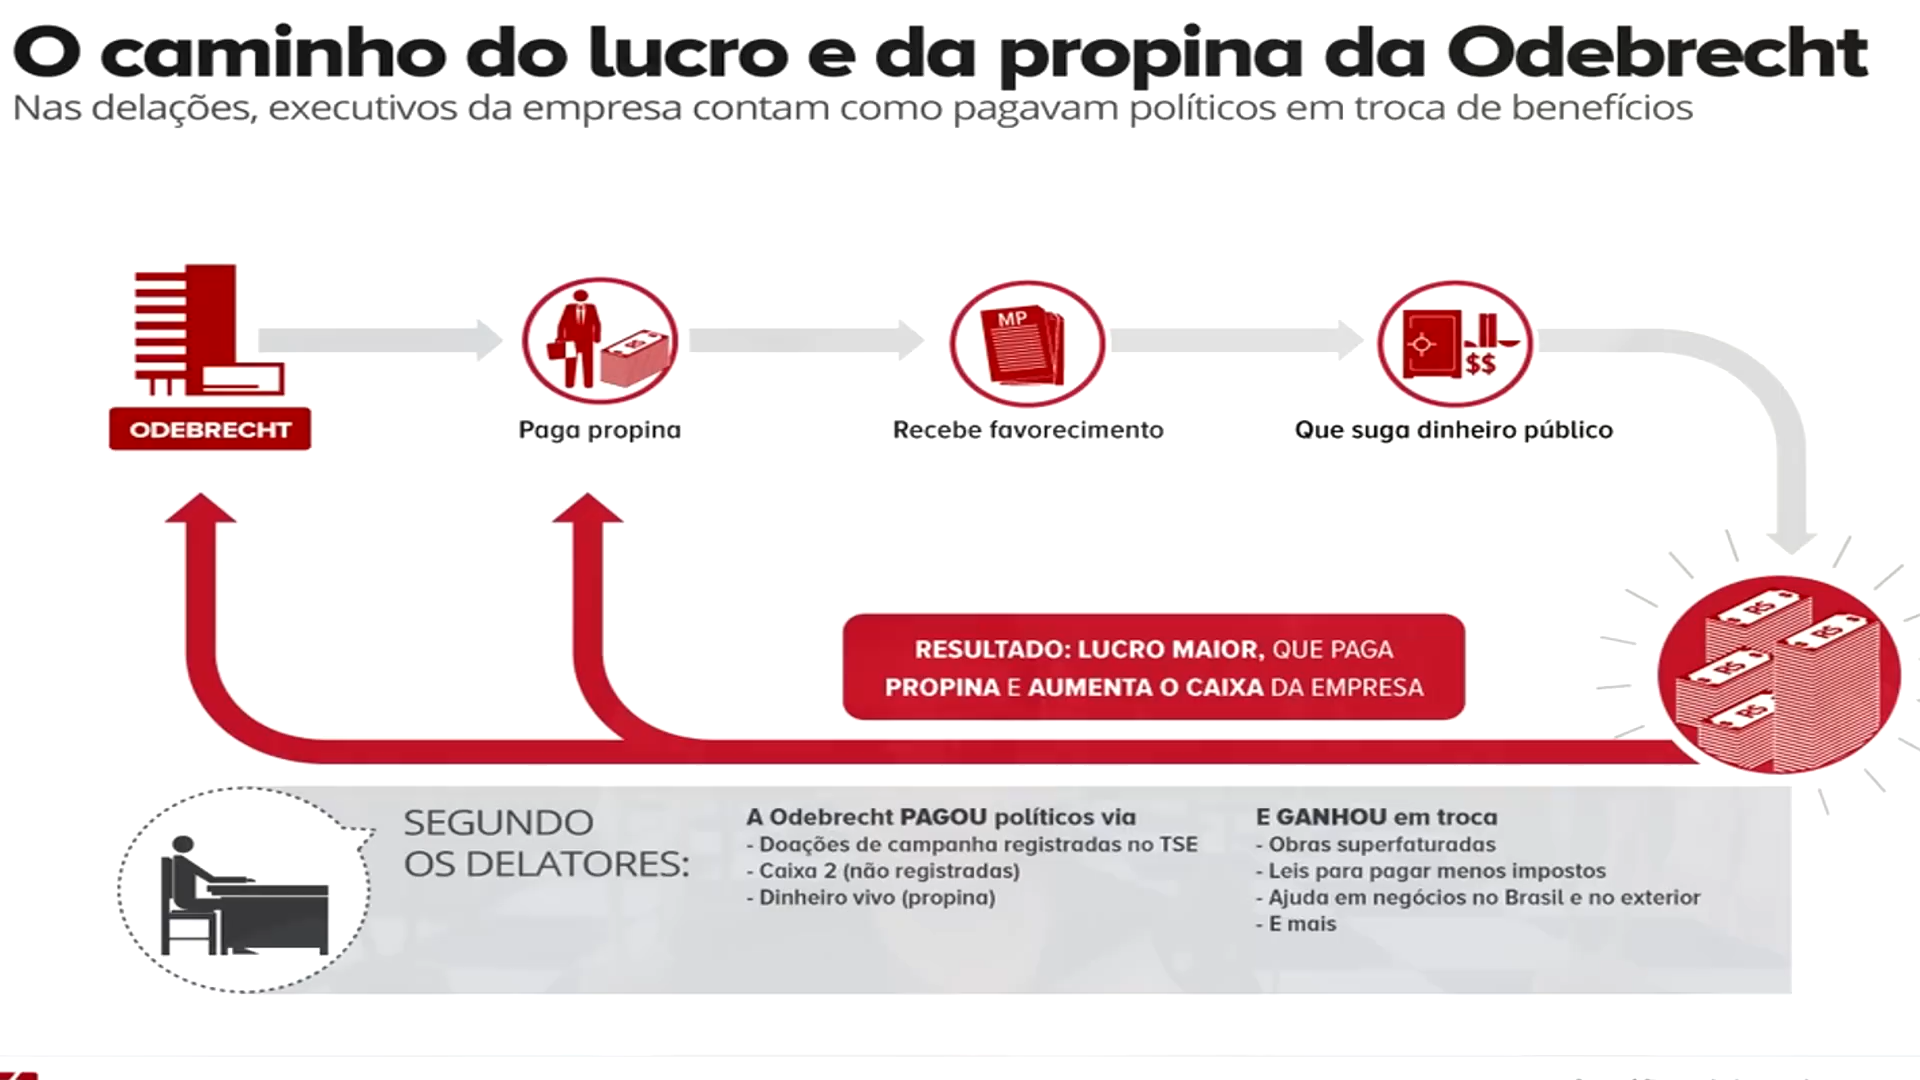 O caminho do lucro e da propina da Odebrecht
Nas delações, executivos da empresa contam como pagavam políticos em troca de benefícios
MP
$$
ODEBRECHT
Paga propina
Recebe favorecimento
Que suga dinheiro público
RESULTADO: LUCRO MAIOR, QUE PAGA
PROPINA E AUMENTA O CAIXA DA EMPRESA
R$
R$
R$
R$
SEGUNDO
OS DELATORES:
A Odebrecht PAGOU políticos via
- Doações de campanha registradas no TSE
- Caixa 2 (não registradas)
- Dinheiro vivo (propina)
E GANHOU em troca
- Obras superfaturadas
- Leis para pagar menos impostos
- Ajuda em negócios no Brasil e no exterior
- E mais